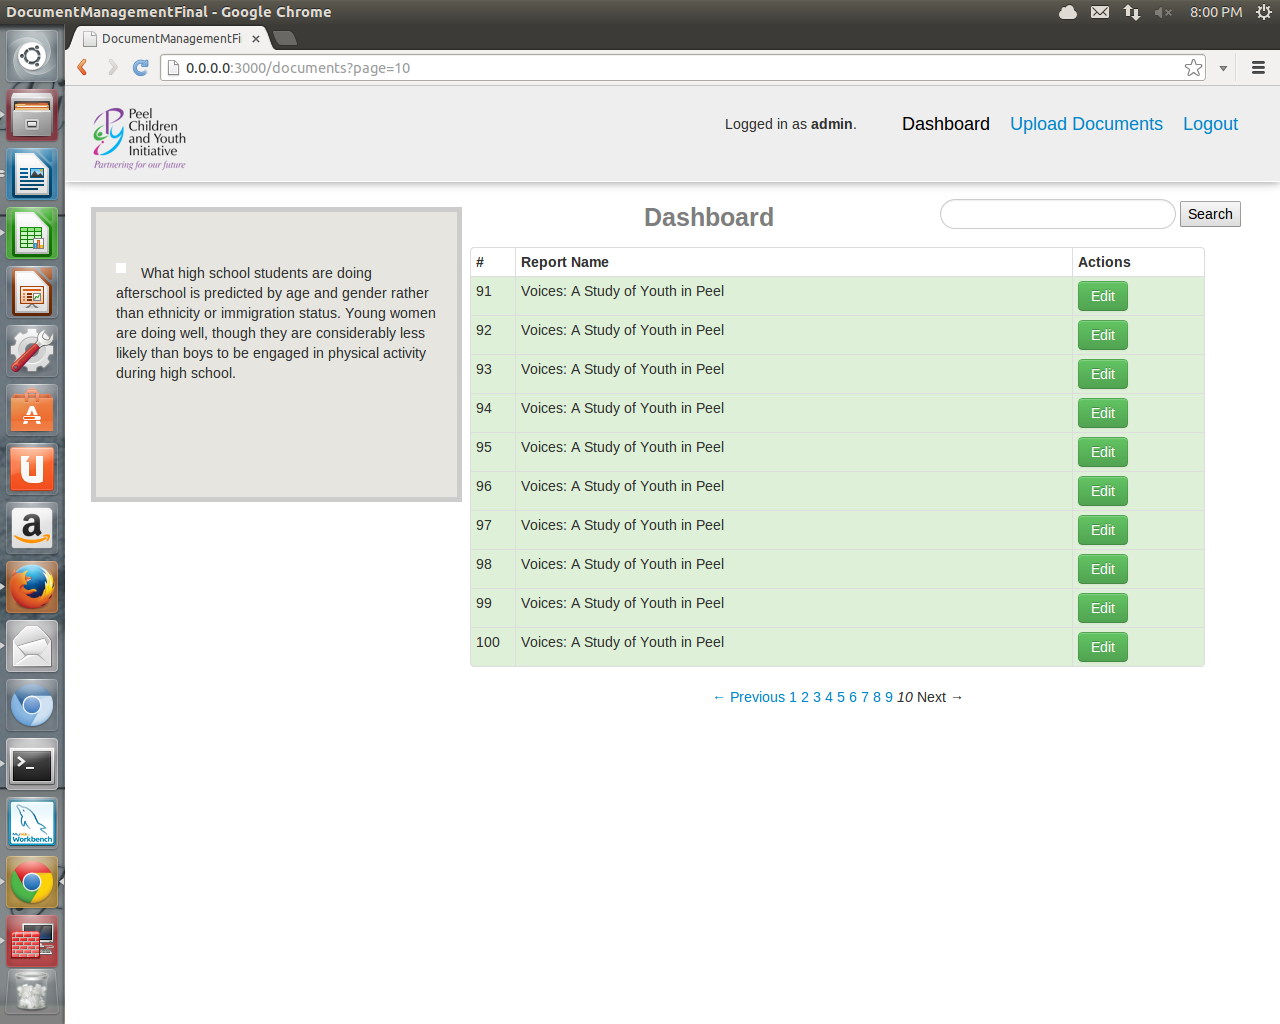 DocumentManagementFinal - Google Chrome
8:00 PM
DocumentManagementFi
0.0.0.0:3000/documents?page=10
Peel
Children
and Youth
Initiative
Partnering for our future
Logged in as admin.
Dashboard Upload Documents Logout
What high school students are doing
afterschool is predicted by age and gender rather
than ethnicity or immigration status. Young women
are doing well, though they are considerably less
likely than boys to be engaged in physical activity
during high school.
Dashboard
Search
# Report Name Actions
91 Voices: A Study of Youth in Peel Edit
92 Voices: A Study of Youth in Peel Edit
93 Voices: A Study of Youth in Peel Edit
94 Voices: A Study of Youth in Peel Edit
95 Voices: A Study of Youth in Peel Edit
96 Voices: A Study of Youth in Peel Edit
97 Voices: A Study of Youth in Peel Edit
98 Voices: A Study of Youth in Peel Edit
99 Voices: A Study of Youth in Peel Edit
100 Voices: A Study of Youth in Peel Edit
← Previous 1 2 3 4 5 6 7 8 9 10 Next →
Workbench